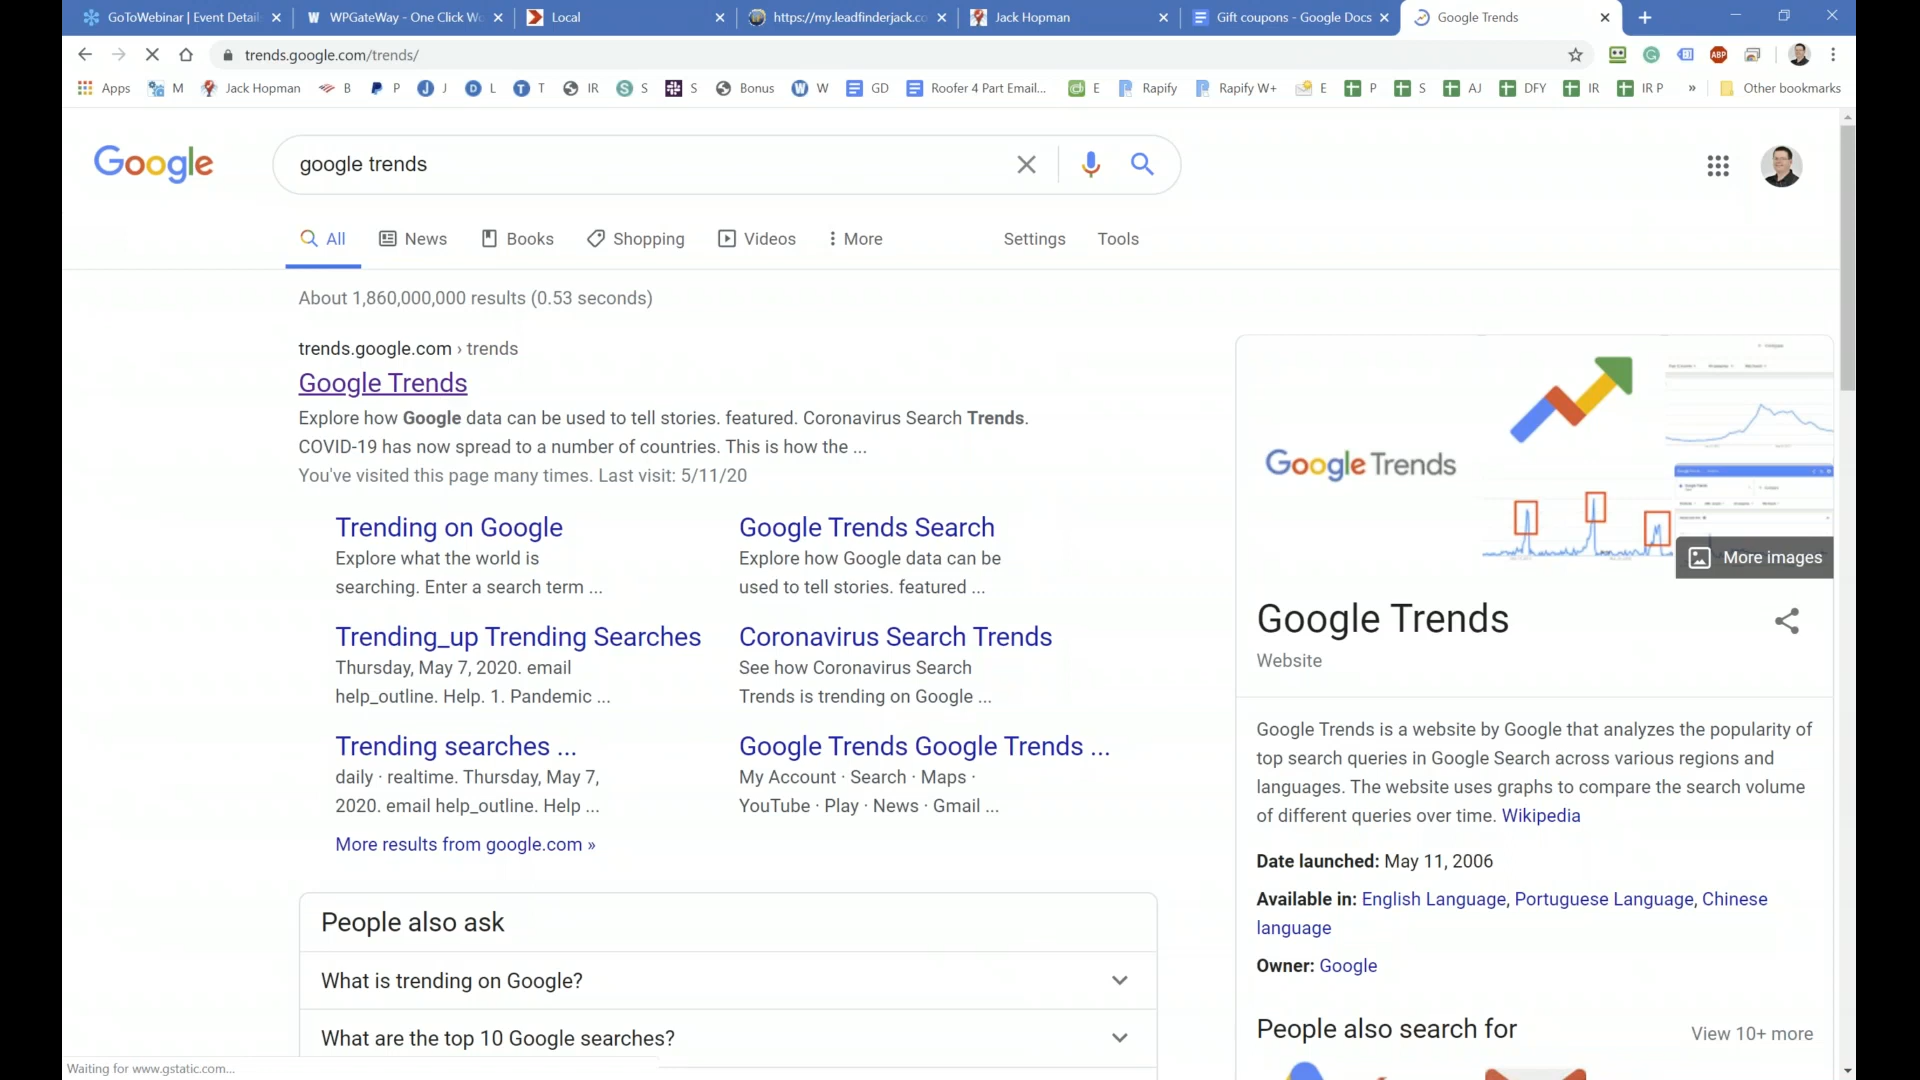 GoToWebinar | Event Detail
WPGateWay - One Click Wo
Local
https://my.leadfinderjack.co
Jack Hopman
Gift coupons - Google Docs
Google Trends
trends.google.com/trends/
ABP
Apps
M
Jack Hopman
B
P
J
L
T
IR
S
S
Bonus
W
GD
Roofer 4 Part Email...
E
Rapify
Rapify W+
E
P
S
AJ
DFY
IR
IR P
»
Other bookmarks
Google
google trends
All
News
Books
Shopping
Videos
More
Settings
Tools
About 1,860,000,000 results (0.53 seconds)
trends.google.com › trends
Google Trends
Explore how Google data can be used to tell stories. featured. Coronavirus Search Trends.
COVID-19 has now spread to a number of countries. This is how the ...
You've visited this page many times. Last visit: 5/11/20
Trending on Google
Explore what the world is
searching. Enter a search term ...
Google Trends Search
Explore how Google data can be
used to tell stories. featured ...
Trending_up Trending Searches
Thursday, May 7, 2020. email
help_outline. Help. 1. Pandemic ...
Coronavirus Search Trends
See how Coronavirus Search
Trends is trending on Google ...
Trending searches ...
daily · realtime. Thursday, May 7,
2020. email help_outline. Help ...
Google Trends Google Trends ...
My Account · Search · Maps ·
YouTube · Play · News · Gmail ...
More results from google.com »
People also ask
What is trending on Google?
What are the top 10 Google searches?
Google Trends
More images
Google Trends
Website
Google Trends is a website by Google that analyzes the popularity of
top search queries in Google Search across various regions and
languages. The website uses graphs to compare the search volume
of different queries over time. Wikipedia
Date launched: May 11, 2006
Available in: English Language, Portuguese Language, Chinese
language
Owner: Google
People also search for
View 10+ more
Waiting for www.gstatic.com...